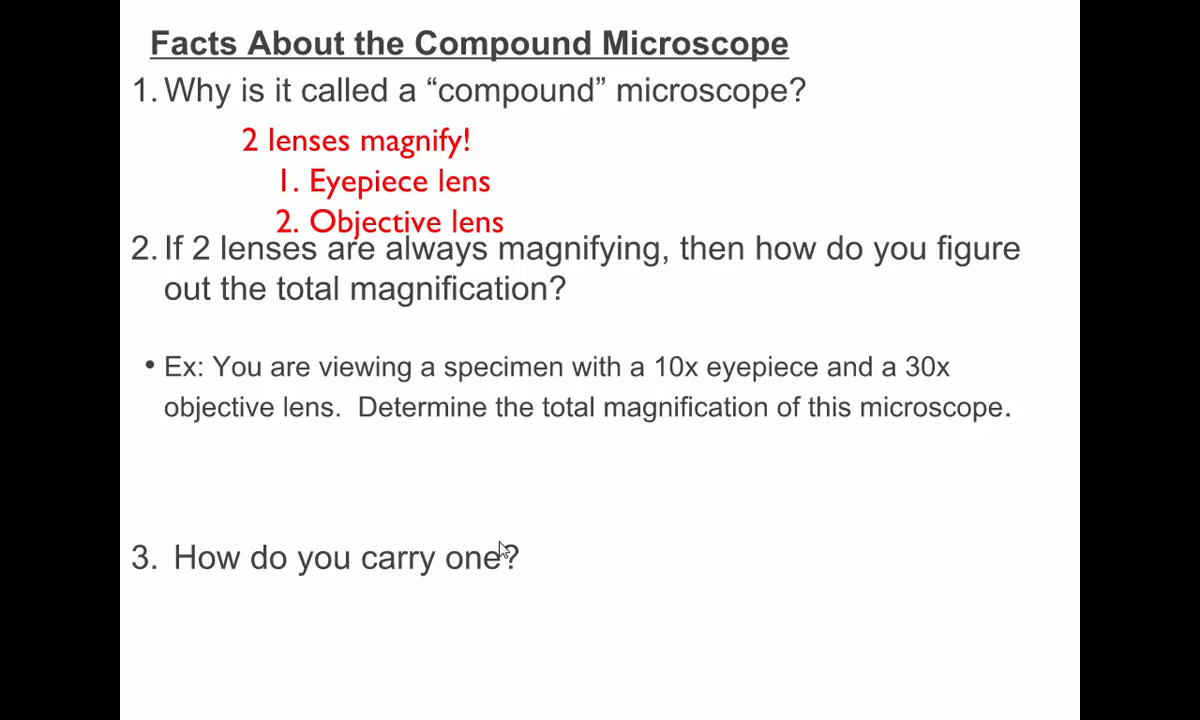 Facts About the Compound Microscope
1. Why is it called a “compound” microscope?
2 lenses magnify!
1. Eyepiece lens
2. Objective lens
2. If 2 lenses are always magnifying, then how do you figure
out the total magnification?
• Ex: You are viewing a specimen with a 10x eyepiece and a 30x
objective lens. Determine the total magnification of this microscope.
3. How do you carry one?